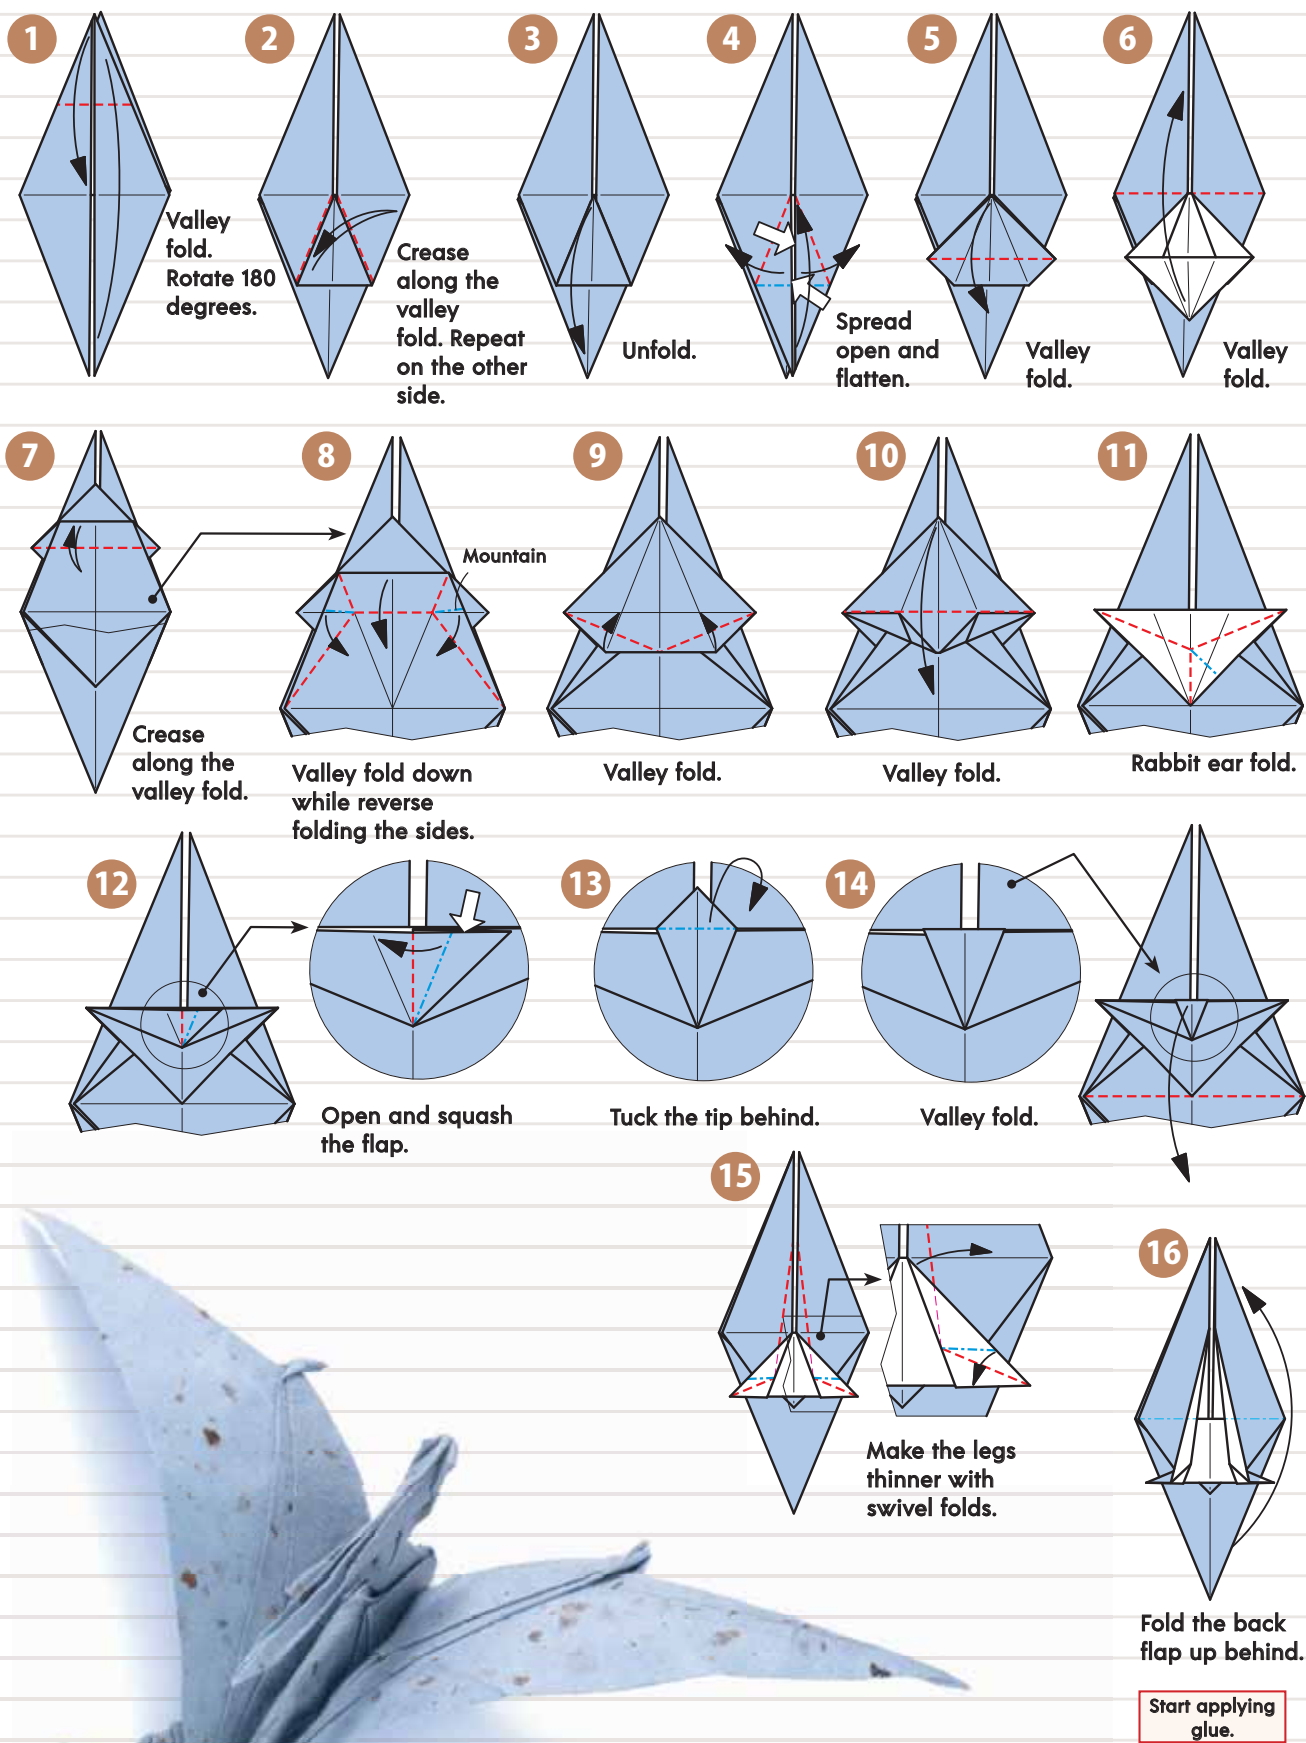 1
Valley
fold.
Rotate 180
degrees.
2
Crease
along the
valley
fold. Repeat
on the other
side.
3
Unfold.
4
Spread
open and
flatten.
5
Valley
fold.
6
Valley
fold.
7
Crease
along the
valley fold.
8
Mountain
Valley fold down
while reverse
folding the sides.
9
Valley fold.
10
Valley fold.
11
Rabbit ear fold.
12
Open and squash
the flap.
13
Tuck the tip behind.
14
Valley fold.
15
Make the legs
thinner with
swivel folds.
16
Fold the back
flap up behind.
Start applying
glue.